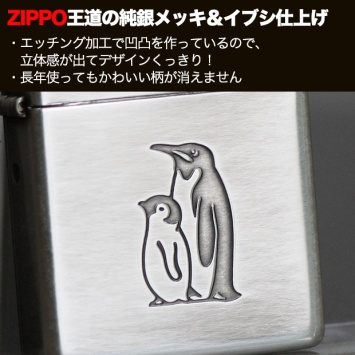 ZIPPO王道の純銀メッキ&イブシ仕上げ
・エッチング加工で凹凸を作っているので、
立体感が出てデザインくっきり！
・長年使ってもかわいい柄が消えません